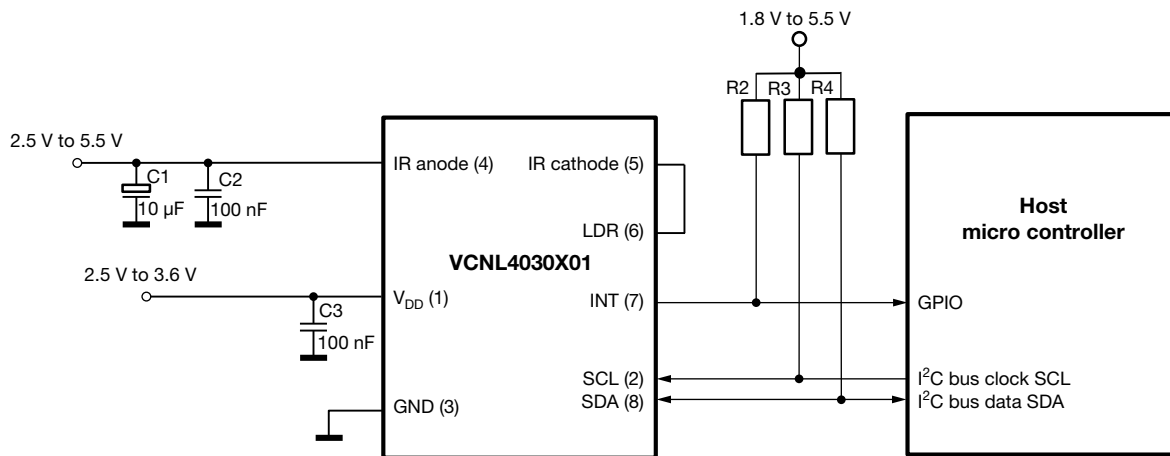 1.8 V to 5.5 V
R2 R3 R4
2.5 V to 5.5 V
C1
10 µF
C2
100 nF
IR anode (4)
IR cathode (5)
LDR (6)
VCNL4030X01
Host
micro controller
2.5 V to 3.6 V
C3
100 nF
V_DD (1)
INT (7)
GPIO
GND (3)
SCL (2)
SDA (8)
I²C bus clock SCL
I²C bus data SDA